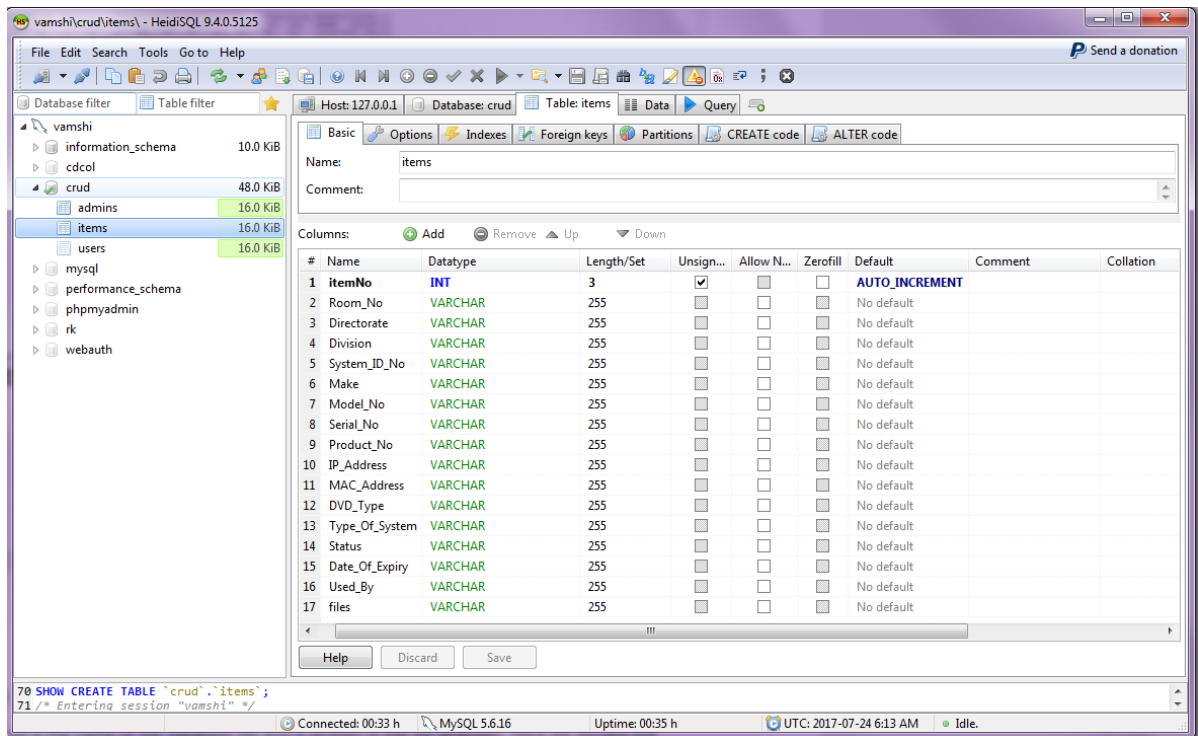 vamshi\crud\items\ - HeidiSQL 9.4.0.5125
File Edit Search Tools Go to Help
Send a donation
Database filter Table filter
Host: 127.0.0.1 Database: crud Table: items Data Query
vamshi
information_schema 10.0 KiB
cdcol
crud 48.0 KiB
admins 16.0 KiB
items 16.0 KiB
users 16.0 KiB
mysql
performance_schema
phpmyadmin
rk
webauth
Basic Options Indexes Foreign keys Partitions CREATE code ALTER code
Name: items
Comment:
Columns: Add Remove Up Down
# Name Datatype Length/Set Unsign... Allow N... Zerofill Default Comment Collation
1 itemNo INT 3 AUTO_INCREMENT
2 Room_No VARCHAR 255 No default
3 Directorate VARCHAR 255 No default
4 Division VARCHAR 255 No default
5 System_ID_No VARCHAR 255 No default
6 Make VARCHAR 255 No default
7 Model_No VARCHAR 255 No default
8 Serial_No VARCHAR 255 No default
9 Product_No VARCHAR 255 No default
10 IP_Address VARCHAR 255 No default
11 MAC_Address VARCHAR 255 No default
12 DVD_Type VARCHAR 255 No default
13 Type_Of_System VARCHAR 255 No default
14 Status VARCHAR 255 No default
15 Date_Of_Expiry VARCHAR 255 No default
16 Used_By VARCHAR 255 No default
17 files VARCHAR 255 No default
Help Discard Save
70 SHOW CREATE TABLE `crud`.`items`;
71 /* Entering session "vamshi" */
Connected: 00:33 h MySQL 5.6.16 Uptime: 00:35 h UTC: 2017-07-24 6:13 AM Idle.